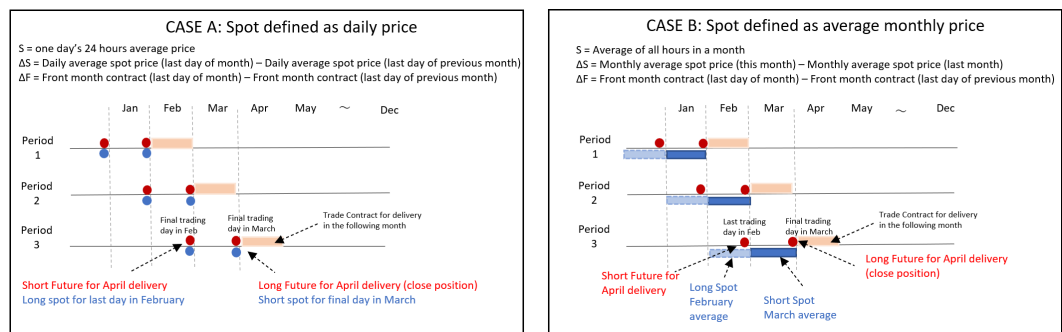 CASE A: Spot defined as daily price
S = one day's 24 hours average price
ΔS = Daily average spot price (last day of month) – Daily average spot price (last day of previous month)
ΔF = Front month contract (last day of month) – Front month contract (last day of previous month)
Jan Feb Mar Apr May ~ Dec
Period
1
Period
2
Period
3
Final trading
day in Feb
Final trading
day in March
Trade Contract for delivery
in the following month
Short Future for April delivery
Long spot for last day in February
Long Future for April delivery (close position)
Short spot for final day in March
CASE B: Spot defined as average monthly price
S = Average of all hours in a month
ΔS = Monthly average spot price (this month) – Monthly average spot price (last month)
ΔF = Front month contract (last day of month) – Front month contract (last day of previous month)
Jan Feb Mar Apr May ~ Dec
Period
1
Period
2
Period
3
Last trading
day in Feb
Final trading
day in March
Trade Contract for delivery
in the following month
Short Future for
April delivery
Long Spot
February
average
Short Spot
March average
Long Future for April delivery
(close position)